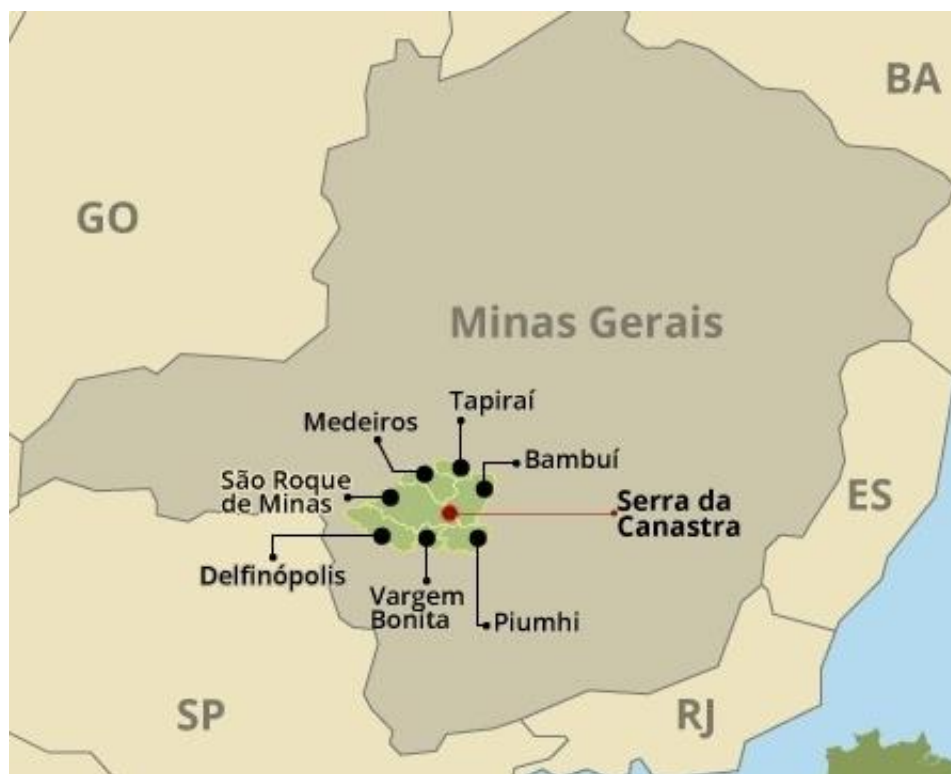 BA
GO
Minas Gerais
Tapiraí
Medeiros
Bambuí
São Roque
de Minas
ES
Serra da
Canastra
Delfinópolis
Vargem
Bonita
Piumhi
SP
RJ